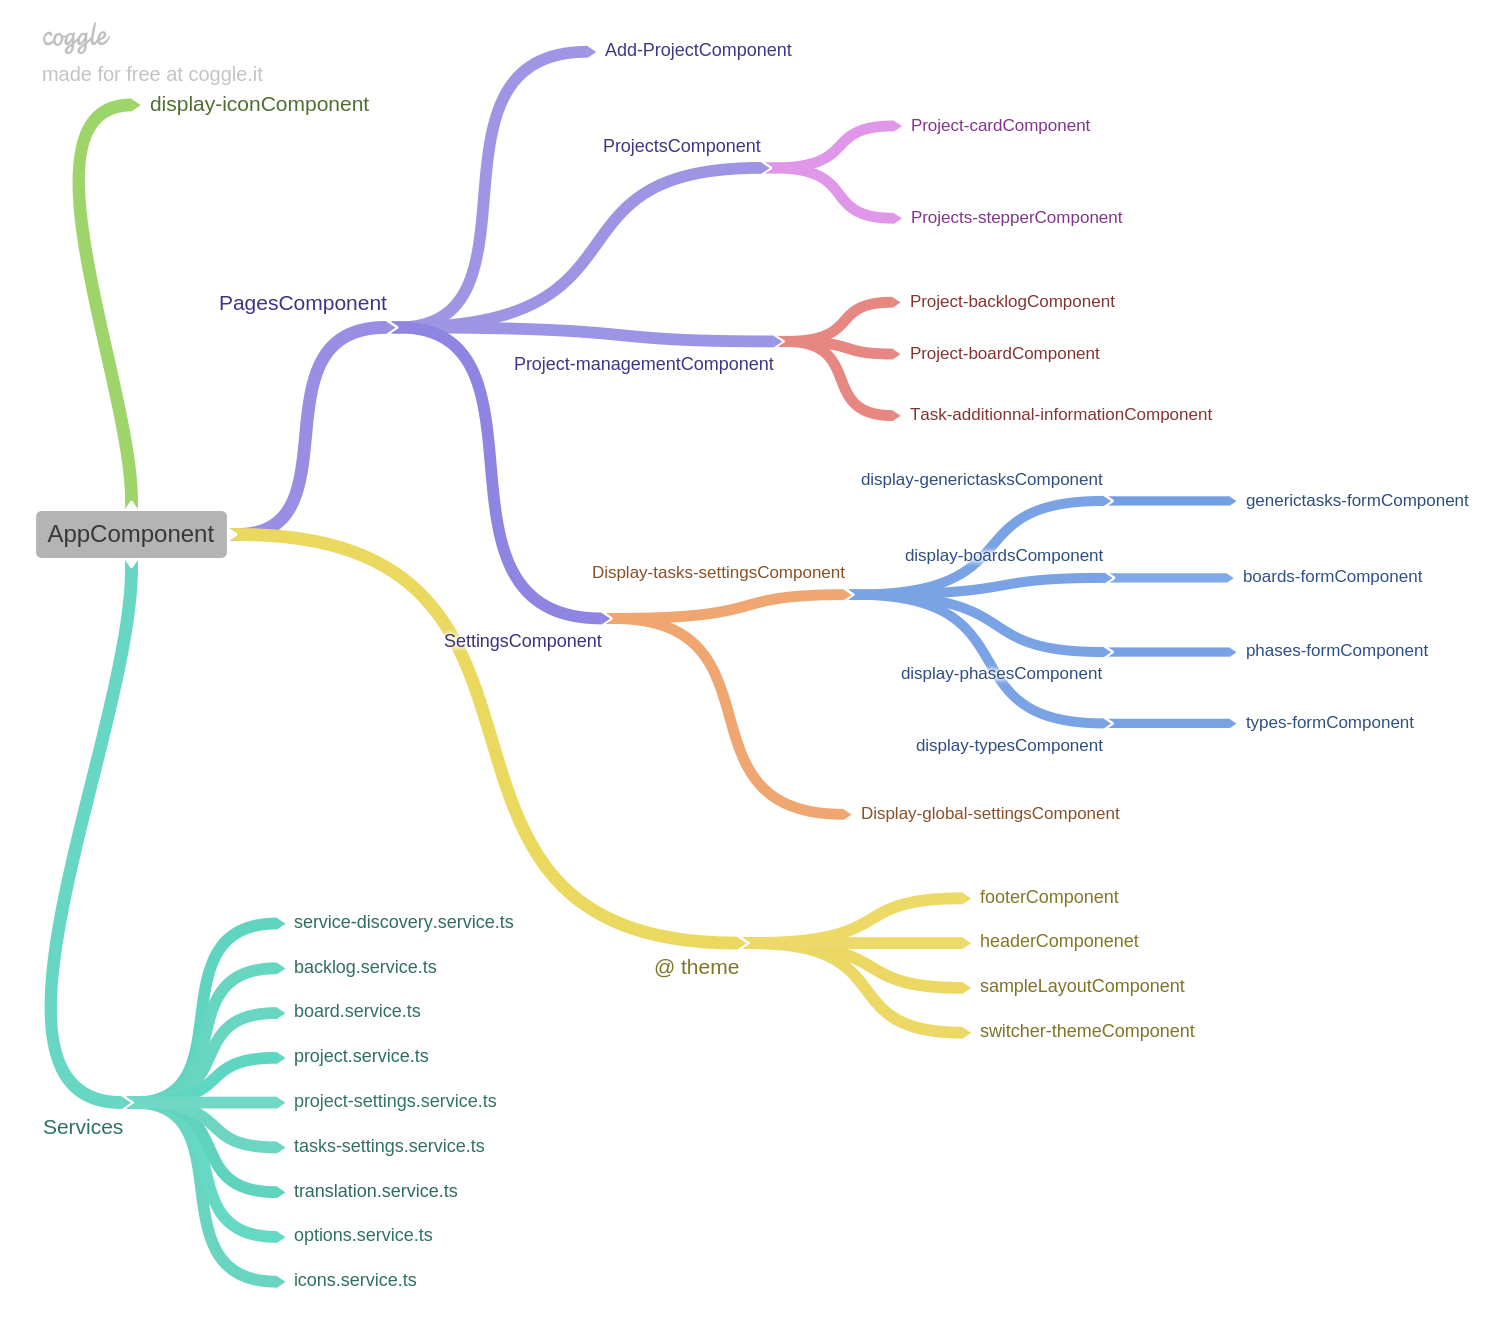 coggle
made for free at coggle.it
display-iconComponent
Add-ProjectComponent
ProjectsComponent
Project-cardComponent
Projects-stepperComponent
PagesComponent
Project-managementComponent
Project-backlogComponent
Project-boardComponent
Task-additionnal-informationComponent
AppComponent
SettingsComponent
Display-tasks-settingsComponent
display-generictasksComponent
generictasks-formComponent
display-boardsComponent
boards-formComponent
display-phasesComponent
phases-formComponent
display-typesComponent
types-formComponent
Display-global-settingsComponent
@ theme
footerComponent
headerComponenet
sampleLayoutComponent
switcher-themeComponent
Services
service-discovery.service.ts
backlog.service.ts
board.service.ts
project.service.ts
project-settings.service.ts
tasks-settings.service.ts
translation.service.ts
options.service.ts
icons.service.ts